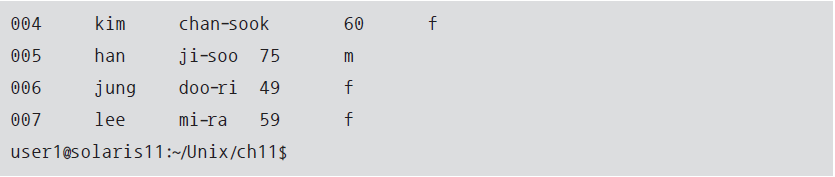 004 kim chan-sook 60 f
005 han ji-soo 75 m
006 jung doo-ri 49 f
007 lee mi-ra 59 f
user1@solaris11:~/Unix/ch11$